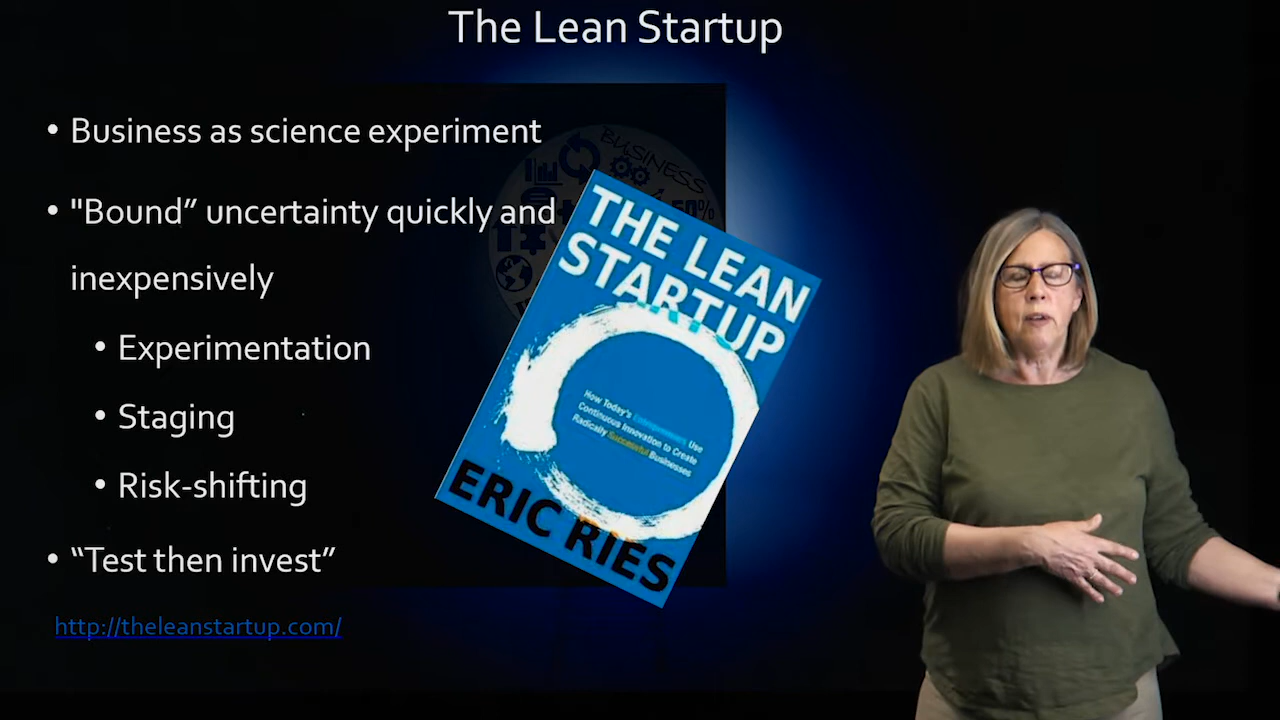 The Lean Startup
• Business as science experiment
• "Bound” uncertainty quickly and
inexpensively
• Experimentation
• Staging
• Risk-shifting
• “Test then invest”
http://theleanstartup.com/
BUSINESS
60%
THE LEAN
STARTUP
How Today's Entrepreneurs Use
Continuous Innovation to Create
Radically Successful Businesses
ERIC RIES